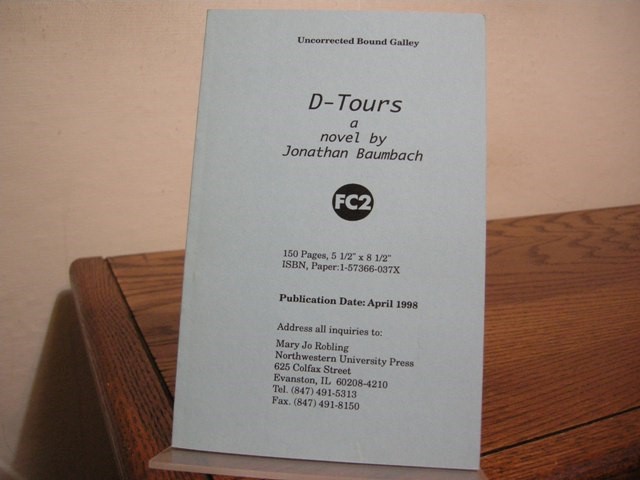 Uncorrected Bound Galley
D-Tours
a
novel by
Jonathan Baumbach
FC2
150 Pages, 5 1/2" x 8 1/2"
ISBN, Paper:1-57366-037X
Publication Date: April 1998
Address all inquiries to:
Mary Jo Robling
Northwestern University Press
625 Colfax Street
Evanston, IL 60208-4210
Tel. (847) 491-5313
Fax. (847) 491-8150